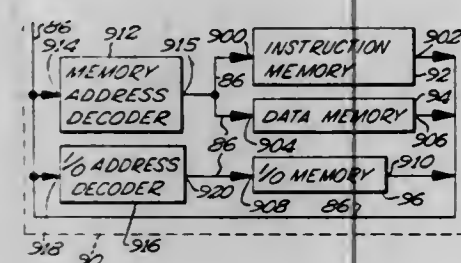 86
914
912
915
900
INSTRUCTION
MEMORY
902
92
MEMORY
ADDRESS
DECODER
86
94
DATA MEMORY
904
906
86
I/O ADDRESS
DECODER
920
I/O MEMORY
910
908
86
96
918
916
90